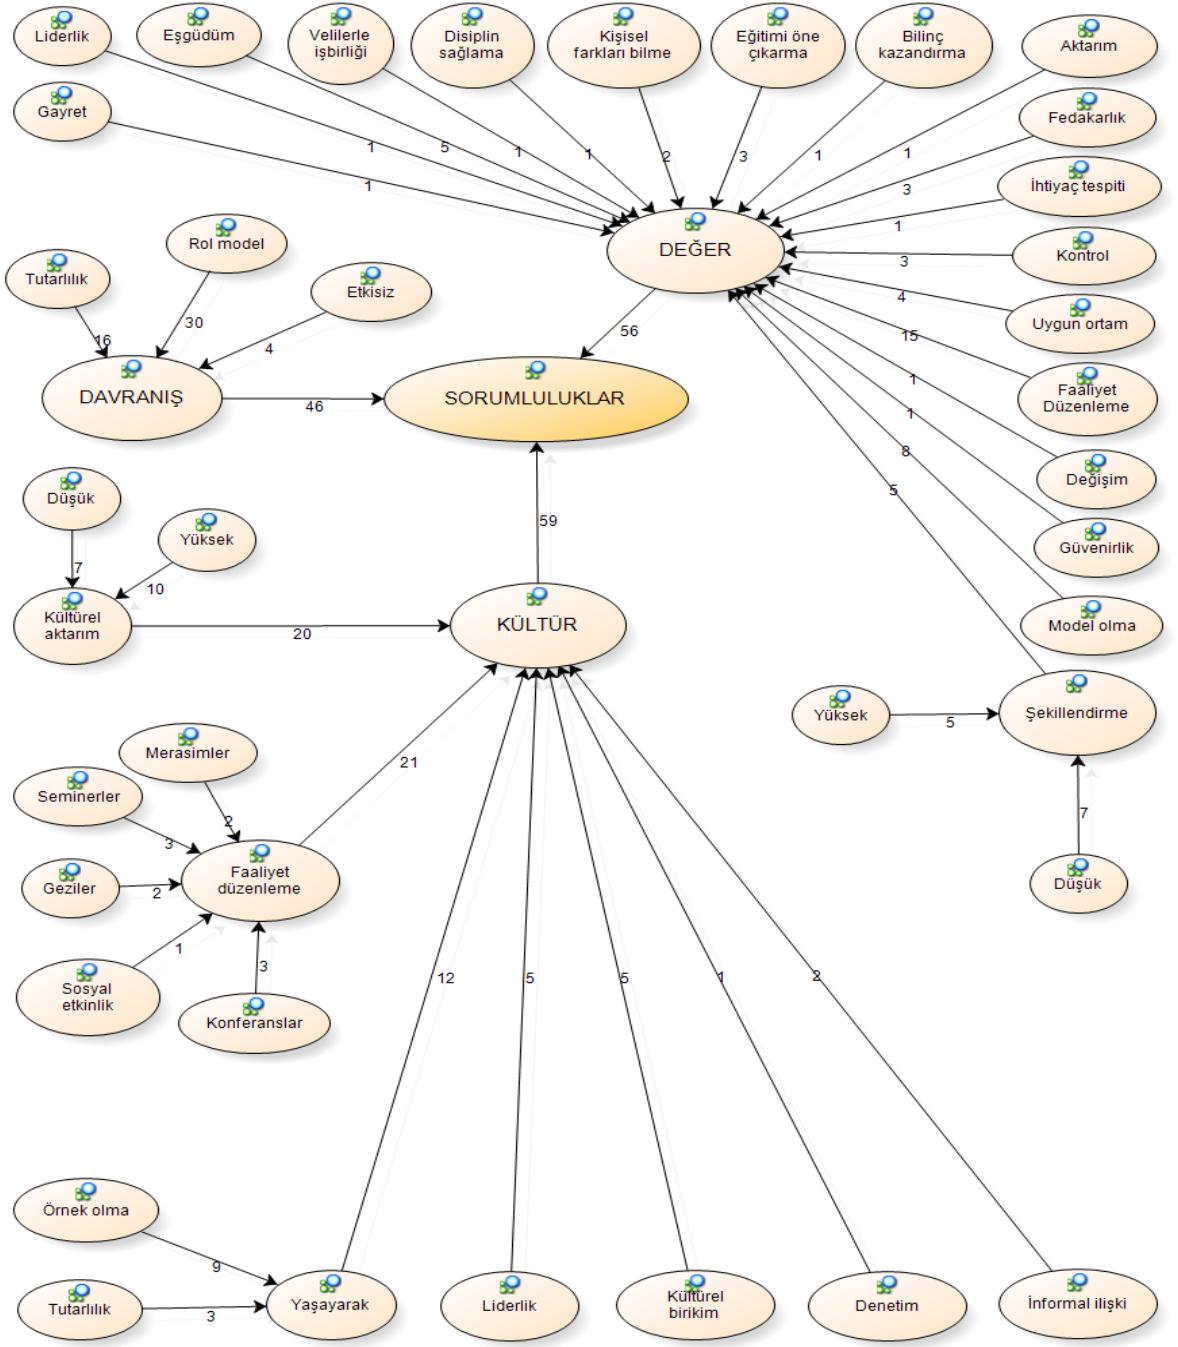 Liderlik
Eşgüdüm
Velilerle
işbirliği
Disiplin
sağlama
Kişisel
farkları bilme
Eğitimi öne
çıkarma
Bilinç
kazandırma
Aktarım
Gayret
Fedakarlık
1
5
1
1
2
3
1
1
1
3
İhtiyaç tespiti
1
Rol model
DEĞER
Kontrol
3
Tutarlılık
Etkisiz
4
Uygun ortam
30
16
4
56
15
Faaliyet
Düzenleme
DAVRANIŞ
46
SORUMLULUKLAR
1
1
8
5
Değişim
Düşük
Yüksek
59
Güvenirlik
7
10
Kültürel
aktarım
20
KÜLTÜR
Model olma
Yüksek
5
Şekillendirme
Merasimler
21
Seminerler
2
3
7
Geziler
2
Faaliyet
düzenleme
Düşük
1
3
Sosyal
etkinlik
Konferanslar
12
5
5
1
2
Örnek olma
9
Tutarlılık
3
Yaşayarak
Liderlik
Kültürel
birikim
Denetim
İnformal ilişki